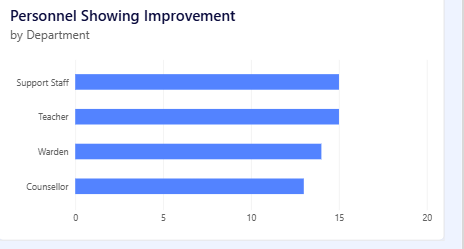 Personnel Showing Improvement
by Department
Support Staff
Teacher
Warden
Counsellor
0 5 10 15 20